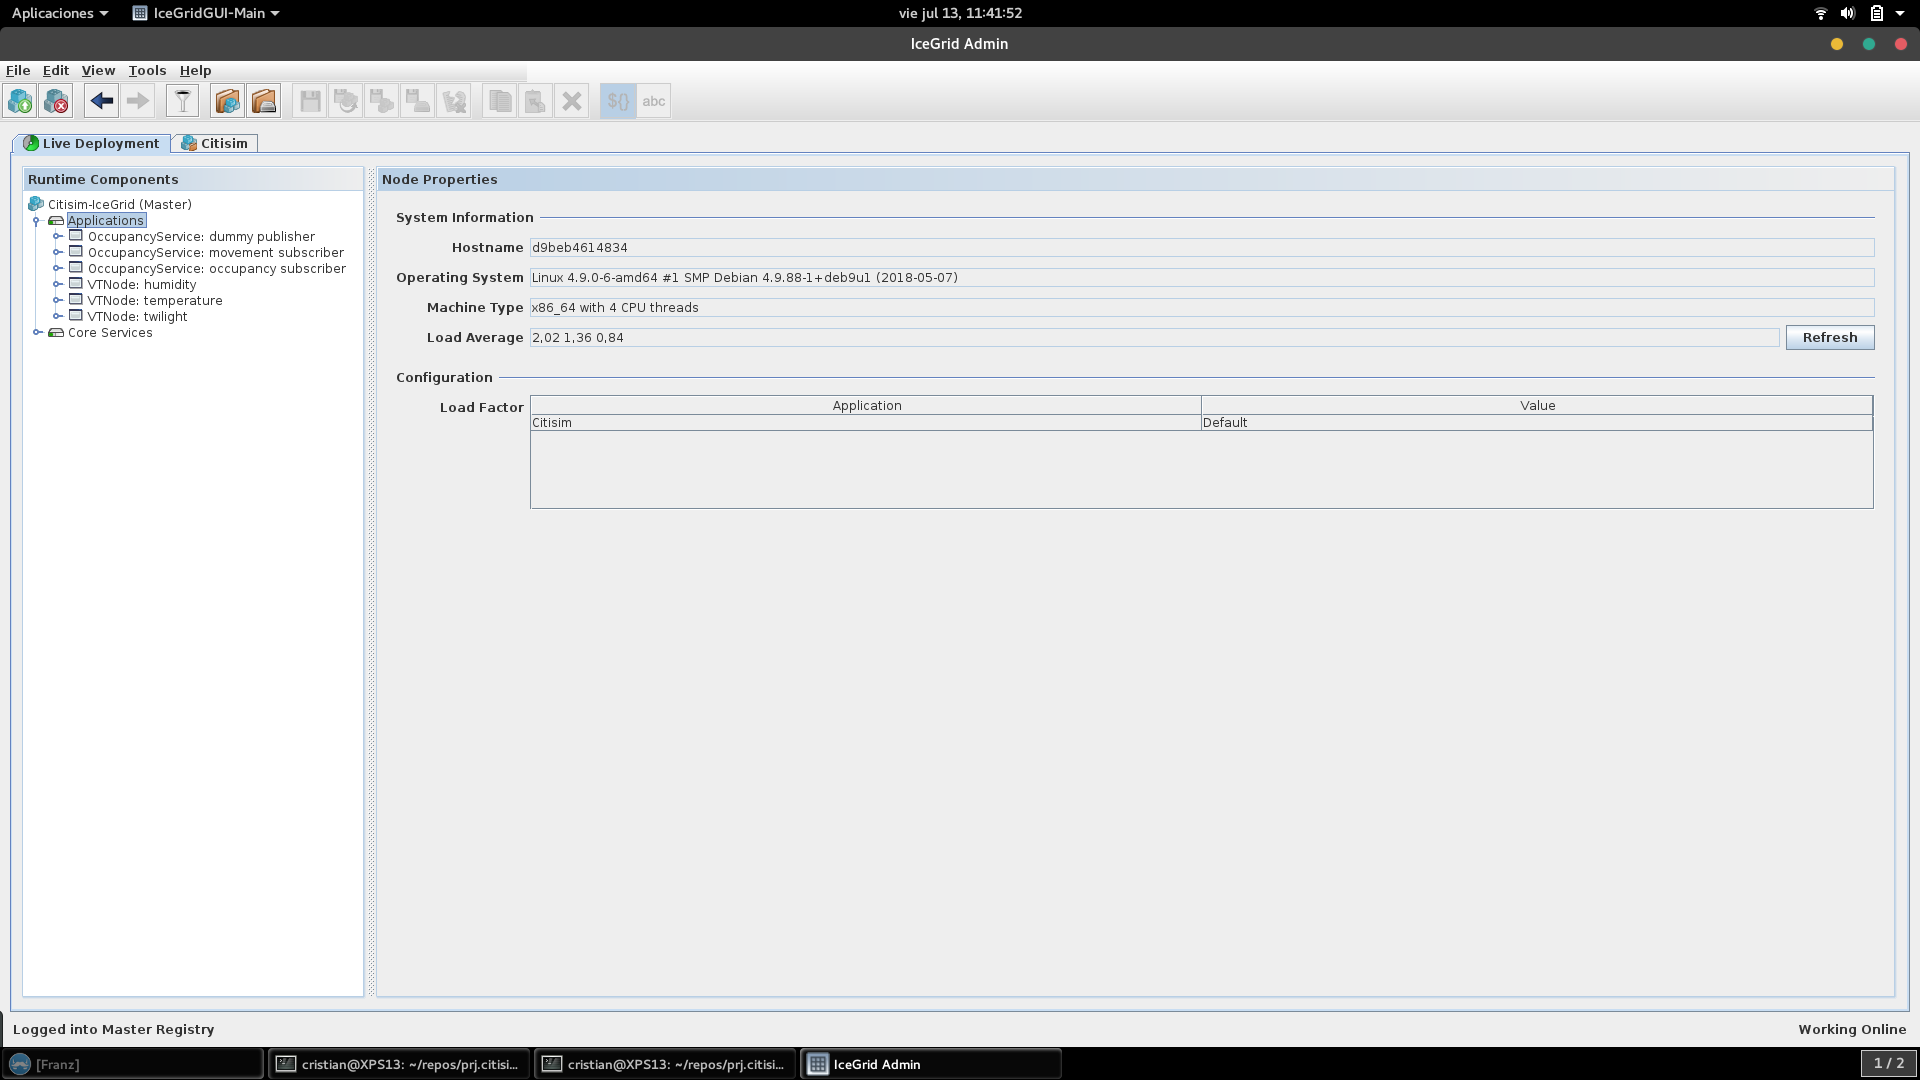 Aplicaciones IceGridGUI-Main vie jul 13, 11:41:52
IceGrid Admin
File Edit View Tools Help
${} abc
Live Deployment Citisim
Runtime Components
Citisim-IceGrid (Master)
Applications
OccupancyService: dummy publisher
OccupancyService: movement subscriber
OccupancyService: occupancy subscriber
VTNode: humidity
VTNode: temperature
VTNode: twilight
Core Services
Node Properties
System Information
Hostname d9beb4614834
Operating System Linux 4.9.0-6-amd64 #1 SMP Debian 4.9.88-1+deb9u1 (2018-05-07)
Machine Type x86_64 with 4 CPU threads
Load Average 2,02 1,36 0,84 Refresh
Configuration
Load Factor Application Value
Citisim Default
Logged into Master Registry Working Online
[Franz] cristian@XPS13: ~/repos/prj.citisi... cristian@XPS13: ~/repos/prj.citisi... IceGrid Admin 1 / 2